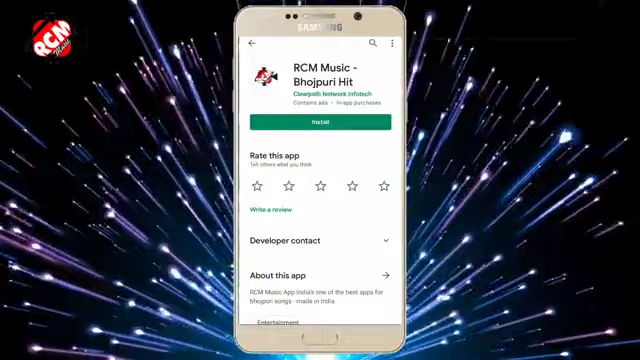 RCM
Music
SAMSUNG
RCM Music -
Bhojpuri Hit
Clearpath Network Infotech
Contains ads • In-app purchases
Install
Rate this app
Tell others what you think
Write a review
Developer contact
About this app
RCM Music App India's one of the best apps for
bhojpuri songs - made in India
Entertainment